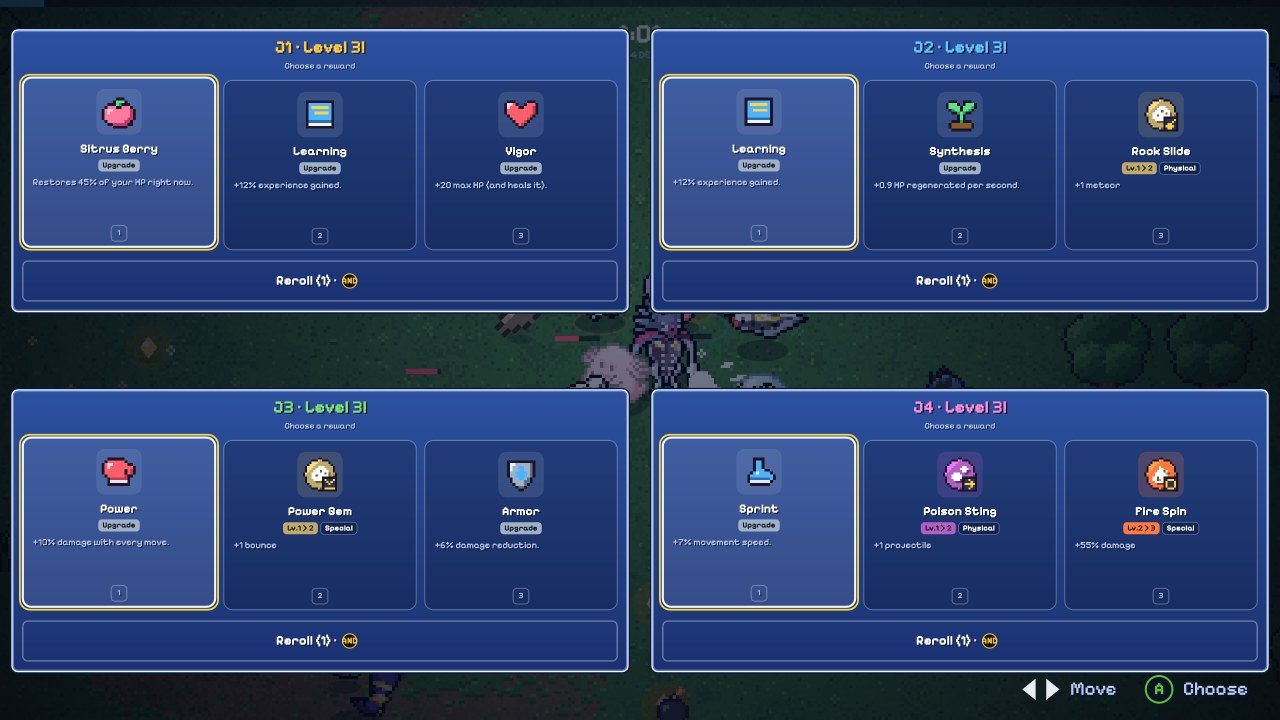 J1 · Level 3!
Choose a reward
Sitrus Berry
Upgrade
Restores 45% of your HP right now.
1
Learning
Upgrade
+12% experience gained.
2
Vigor
Upgrade
+20 max HP (and heals it).
3
Reroll (1) ·
J2 · Level 3!
Choose a reward
Learning
Upgrade
+12% experience gained.
1
Synthesis
Upgrade
+0.9 HP regenerated per second.
2
Rock Slide
Lv.1>2 Physical
+1 meteor
3
Reroll (1) ·
J3 · Level 3!
Choose a reward
Power
Upgrade
+10% damage with every move.
1
Power Gem
Lv.1>2 Special
+1 bounce
2
Armor
Upgrade
+6% damage reduction.
3
Reroll (1) ·
J4 · Level 3!
Choose a reward
Sprint
Upgrade
+7% movement speed.
1
Poison Sting
Lv.1>2 Physical
+1 projectile
2
Fire Spin
Lv.2>3 Special
+55% damage
3
Reroll (1) ·
Move
A Choose